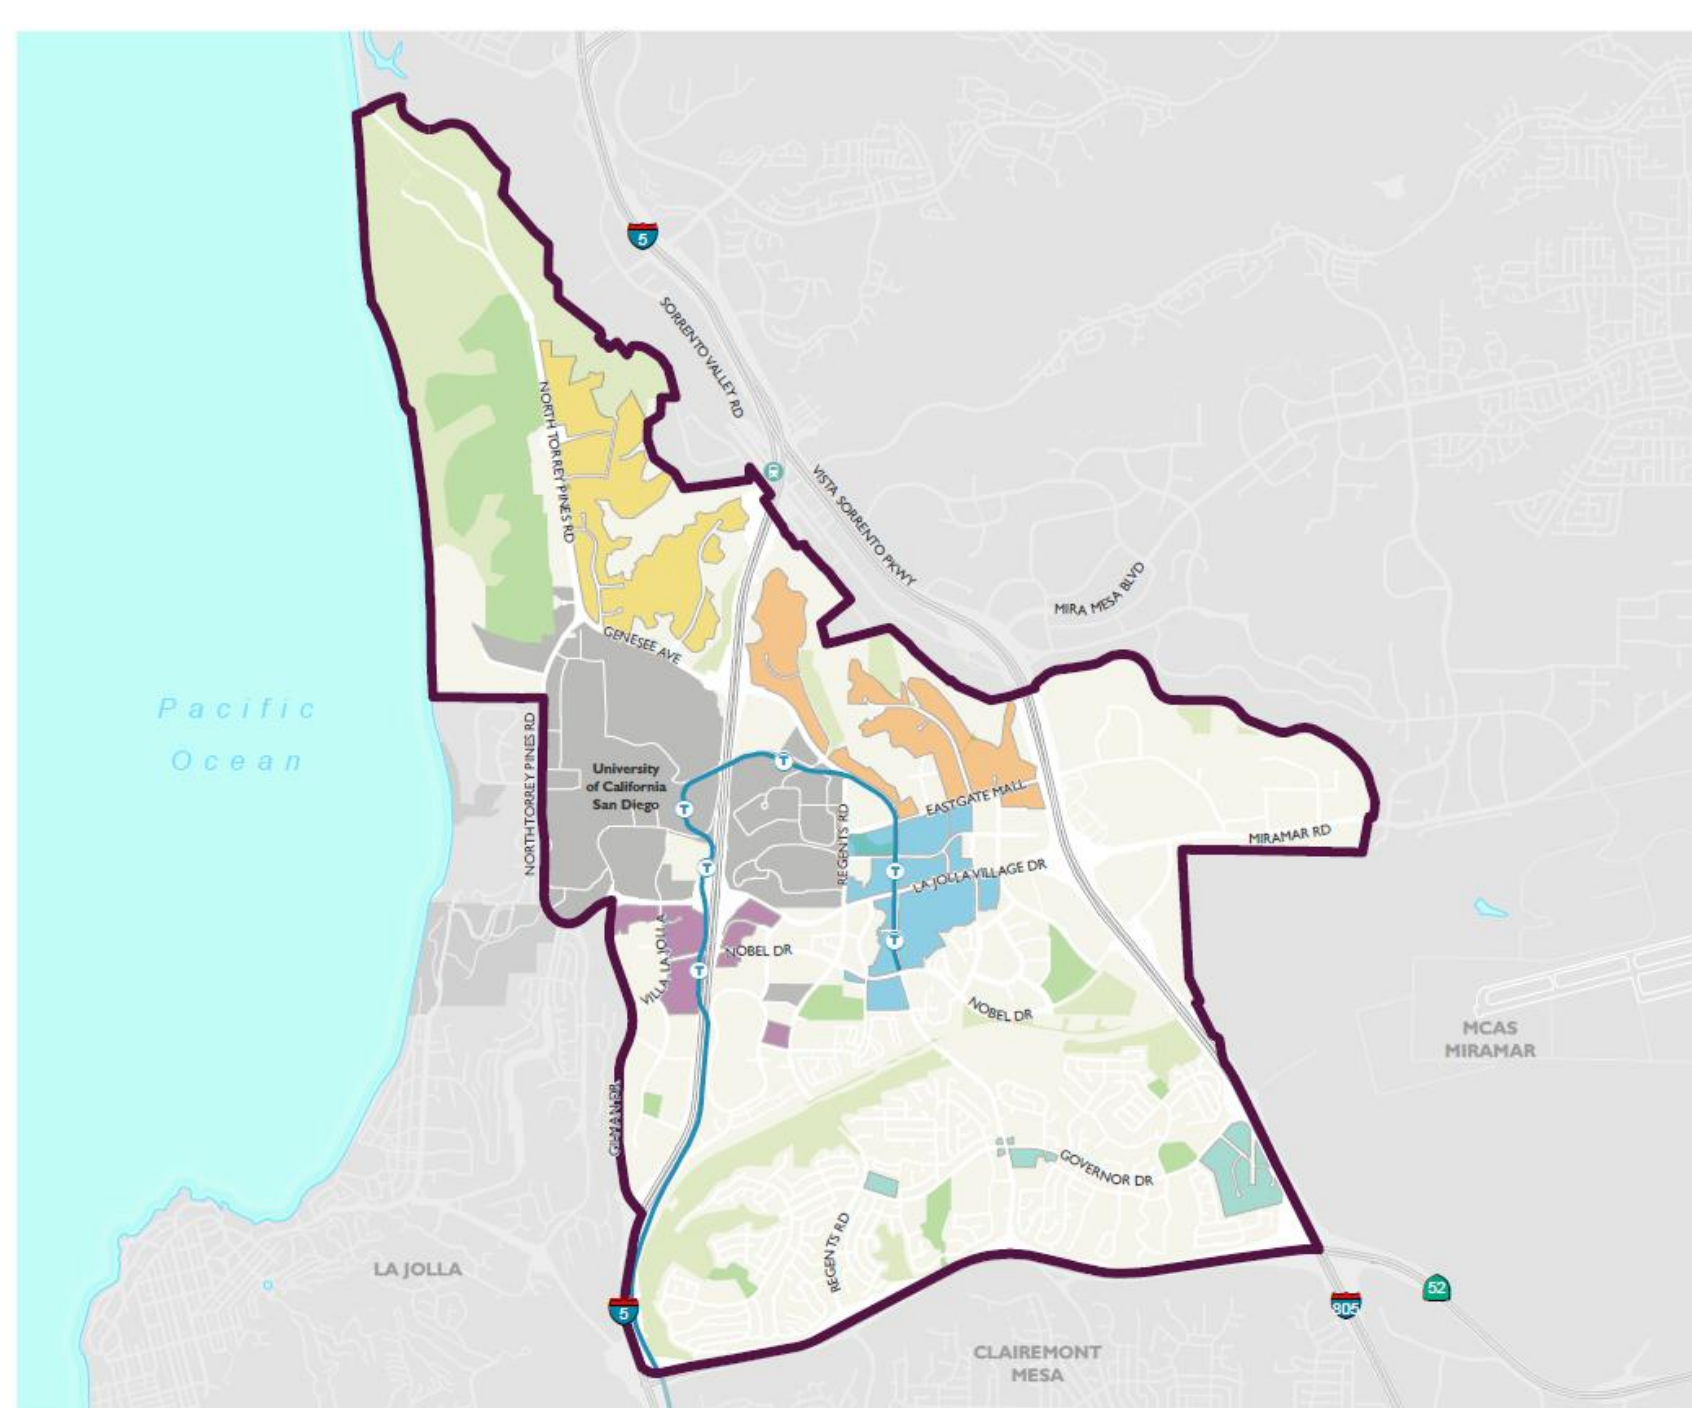 5
SORRENTO VALLEY RD
NORTH TORREY PINES RD
VISTA SORRENTO PKWY
MIRA MESA BLVD
GENESEE AVE
Pacific
Ocean
NORTH TORREY PINES RD
University
of California
San Diego
T
T
T
T
T
T
EASTGATE MALL
REGENTS RD
MIRAMAR RD
LA JOLLA VILLAGE DR
VILLA LA JOLLA
NOBEL DR
NOBEL DR
MCAS
MIRAMAR
GILMAN DR
GOVERNOR DR
REGENTS RD
LA JOLLA
5
52
805
CLAIREMONT
MESA